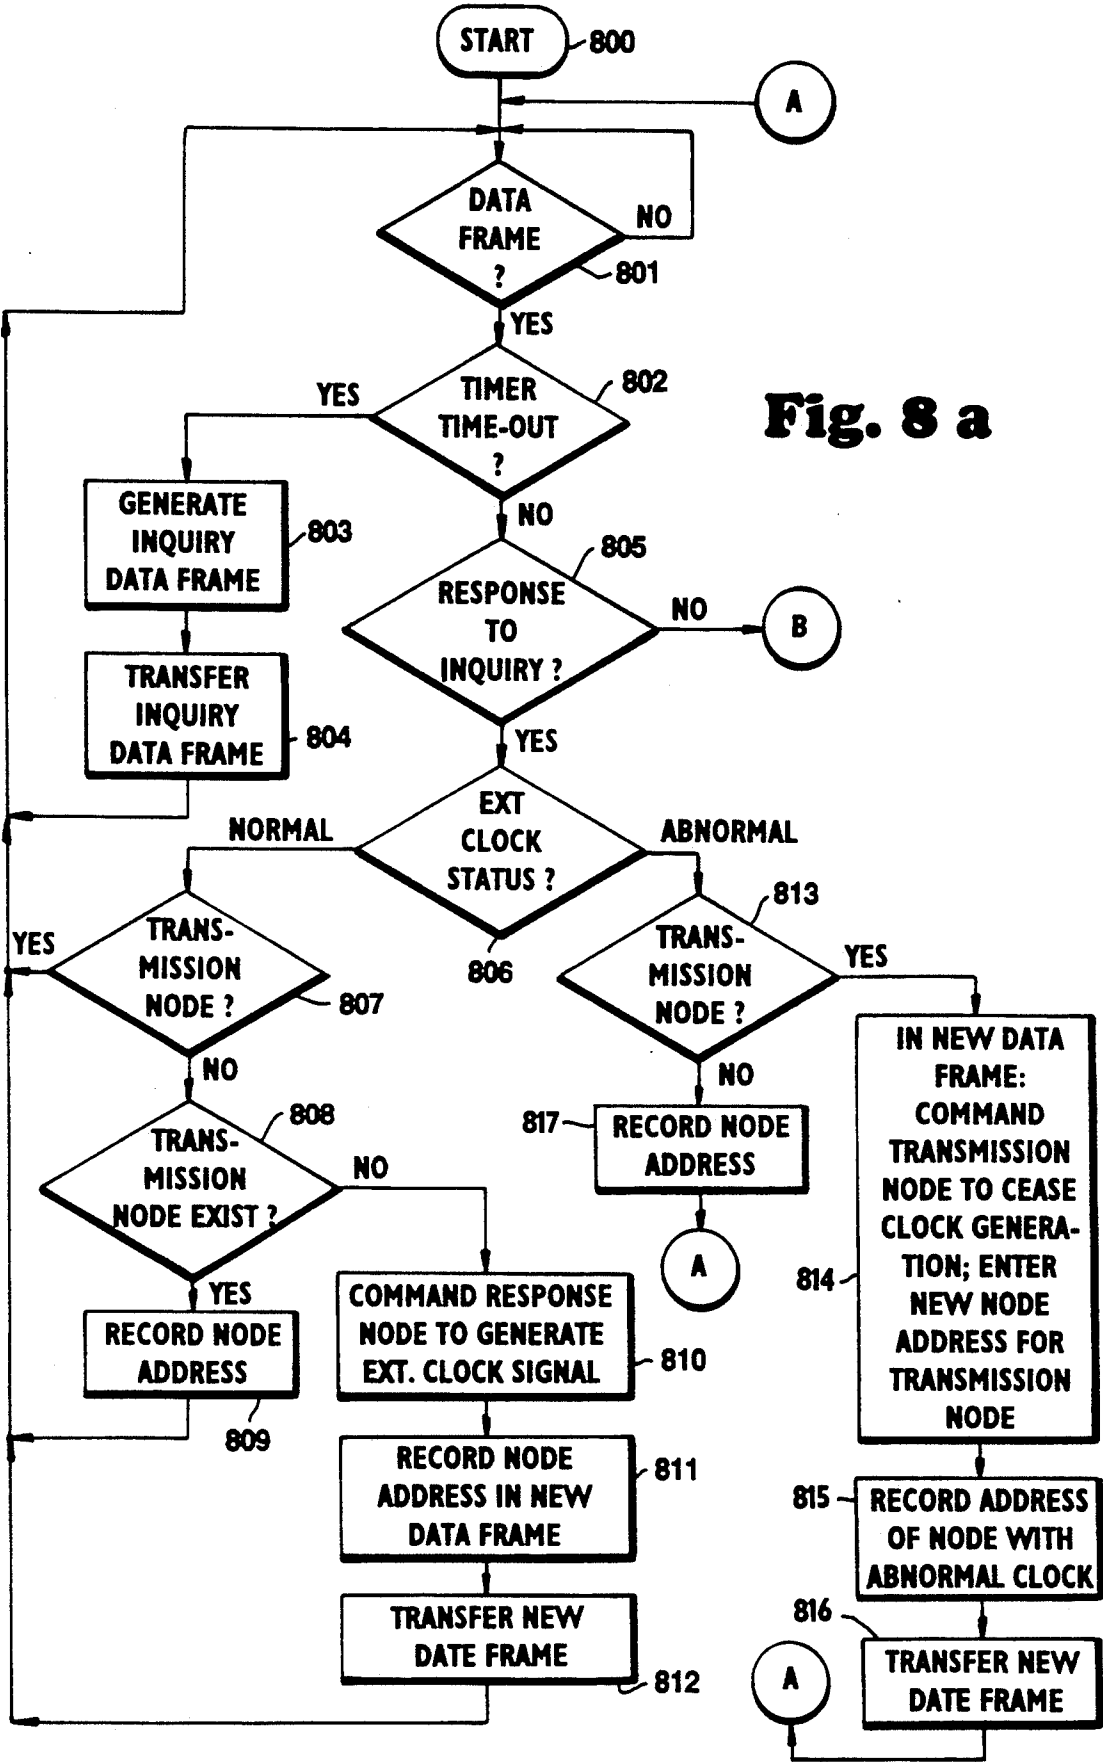 START
800
A
DATA
FRAME
?
NO
801
YES
TIMER
TIME-OUT
?
802
YES
Fig. 8 a
NO
GENERATE
INQUIRY
DATA FRAME
803
RESPONSE
TO
INQUIRY ?
805
NO
B
TRANSFER
INQUIRY
DATA FRAME
804
YES
EXT
CLOCK
STATUS ?
806
NORMAL
ABNORMAL
TRANS-
MISSION
NODE ?
807
YES
NO
TRANS-
MISSION
NODE ?
813
YES
NO
TRANS-
MISSION
NODE EXIST ?
808
NO
YES
RECORD NODE
ADDRESS
809
817
RECORD NODE
ADDRESS
A
COMMAND RESPONSE
NODE TO GENERATE
EXT. CLOCK SIGNAL
810
RECORD NODE
ADDRESS IN NEW
DATA FRAME
811
TRANSFER NEW
DATE FRAME
812
IN NEW DATA
FRAME:
COMMAND
TRANSMISSION
NODE TO CEASE
CLOCK GENERA-
TION; ENTER
NEW NODE
ADDRESS FOR
TRANSMISSION
NODE
814
815
RECORD ADDRESS
OF NODE WITH
ABNORMAL CLOCK
816
TRANSFER NEW
DATE FRAME
A